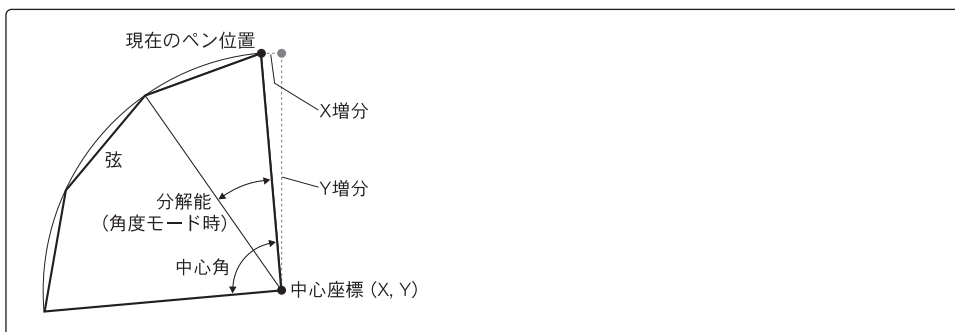 現在のペン位置
X増分
弦
Y増分
分解能
（角度モード時）
中心角
中心座標（X, Y）